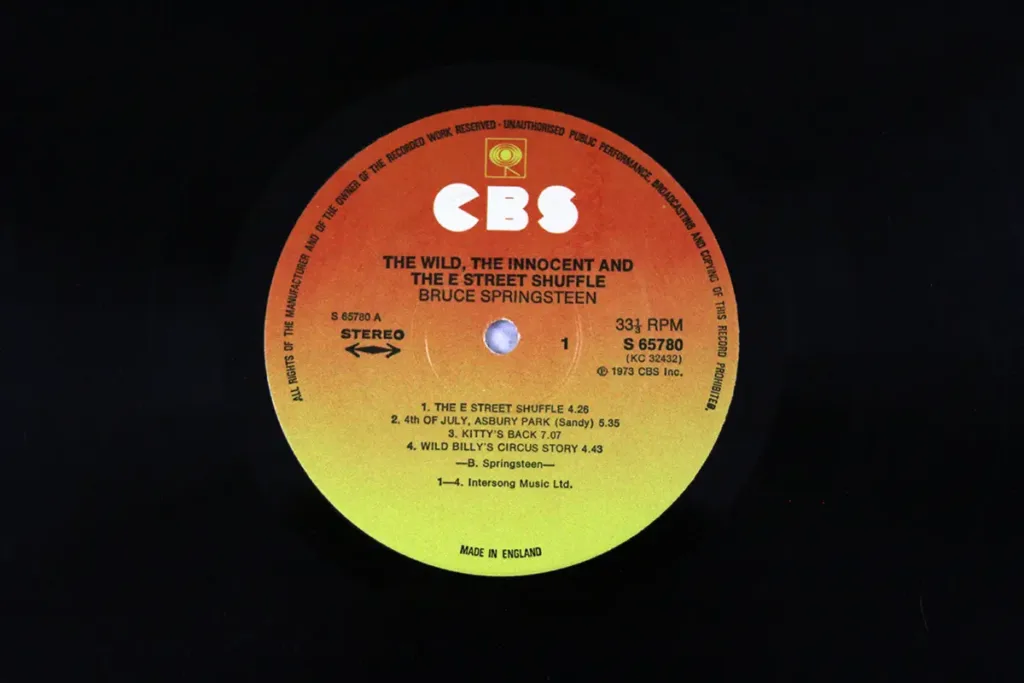 ALL RIGHTS OF THE MANUFACTURER AND OF THE OWNER OF THE RECORDED WORK RESERVED - UNAUTHORISED PUBLIC PERFORMANCE, BROADCASTING AND COPYING OF THIS RECORD PROHIBITED.
CBS
THE WILD, THE INNOCENT AND
THE E STREET SHUFFLE
BRUCE SPRINGSTEEN
S 65780 A
STEREO
1
33⅓ RPM
S 65780
(KC 32432)
℗ 1973 CBS Inc.
1. THE E STREET SHUFFLE 4.26
2. 4th OF JULY, ASBURY PARK (Sandy) 5.35
3. KITTY'S BACK 7.07
4. WILD BILLY'S CIRCUS STORY 4.43
—B. Springsteen—
1—4. Intersong Music Ltd.
MADE IN ENGLAND